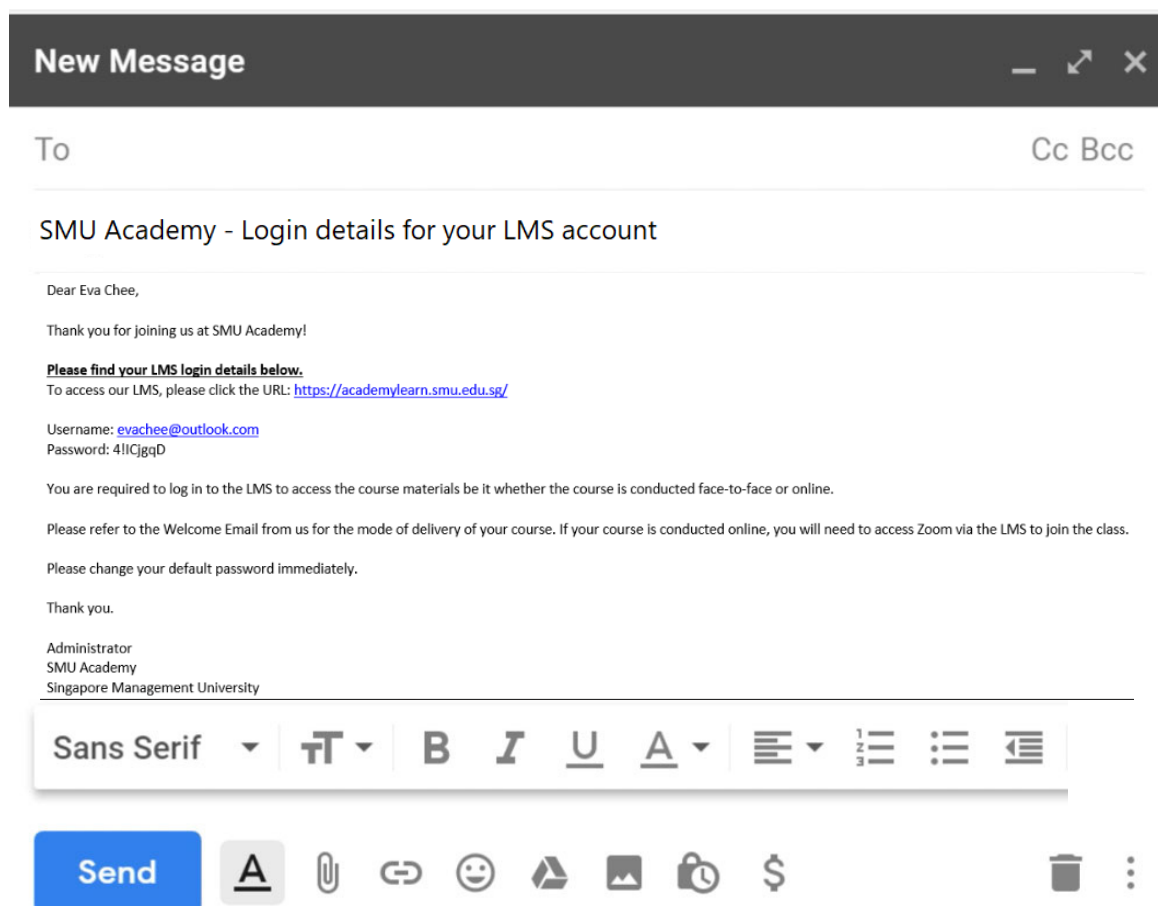 New Message
To Cc Bcc
SMU Academy - Login details for your LMS account
Dear Eva Chee,
Thank you for joining us at SMU Academy!
Please find your LMS login details below.
To access our LMS, please click the URL: https://academylearn.smu.edu.sg/
Username: evachee@outlook.com
Password: 4!ICjgqD
You are required to log in to the LMS to access the course materials be it whether the course is conducted face-to-face or online.
Please refer to the Welcome Email from us for the mode of delivery of your course. If your course is conducted online, you will need to access Zoom via the LMS to join the class.
Please change your default password immediately.
Thank you.
Administrator
SMU Academy
Singapore Management University
Sans Serif
Send